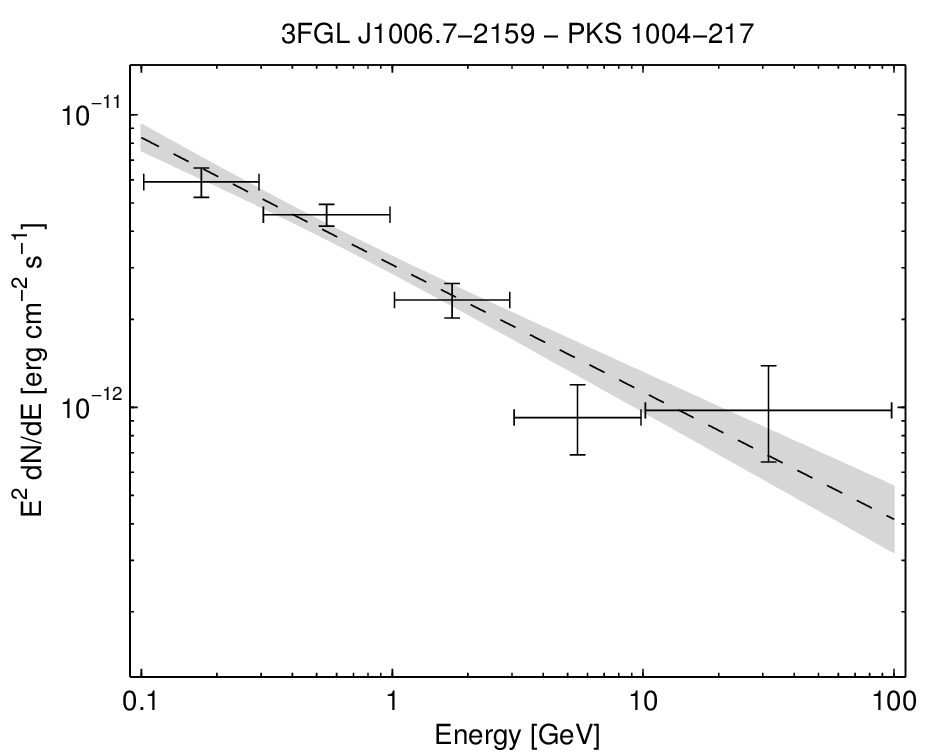 3FGL J1006.7−2159 − PKS 1004−217
10⁻¹¹
10⁻¹²
E² dN/dE [erg cm⁻² s⁻¹]
0.1 1 10 100
Energy [GeV]